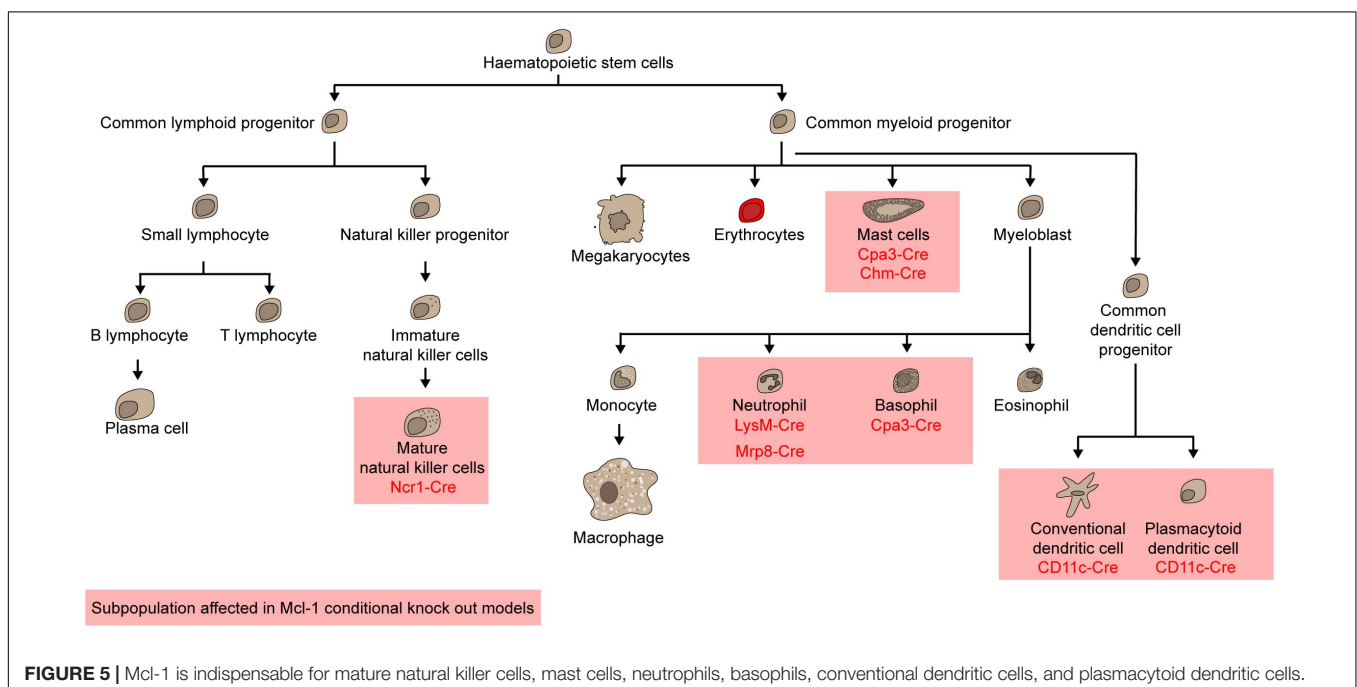 Haematopoietic stem cells
Common lymphoid progenitor
Common myeloid progenitor
Small lymphocyte
Natural killer progenitor
Megakaryocytes
Erythrocytes
Mast cells
Cpa3-Cre
Chm-Cre
Myeloblast
B lymphocyte
T lymphocyte
Immature
natural killer cells
Common
dendritic cell
progenitor
Plasma cell
Mature
natural killer cells
Ncr1-Cre
Monocyte
Neutrophil
LysM-Cre
Mrp8-Cre
Basophil
Cpa3-Cre
Eosinophil
Macrophage
Conventional
dendritic cell
CD11c-Cre
Plasmacytoid
dendritic cell
CD11c-Cre
Subpopulation affected in Mcl-1 conditional knock out models
FIGURE 5 | Mcl-1 is indispensable for mature natural killer cells, mast cells, neutrophils, basophils, conventional dendritic cells, and plasmacytoid dendritic cells.